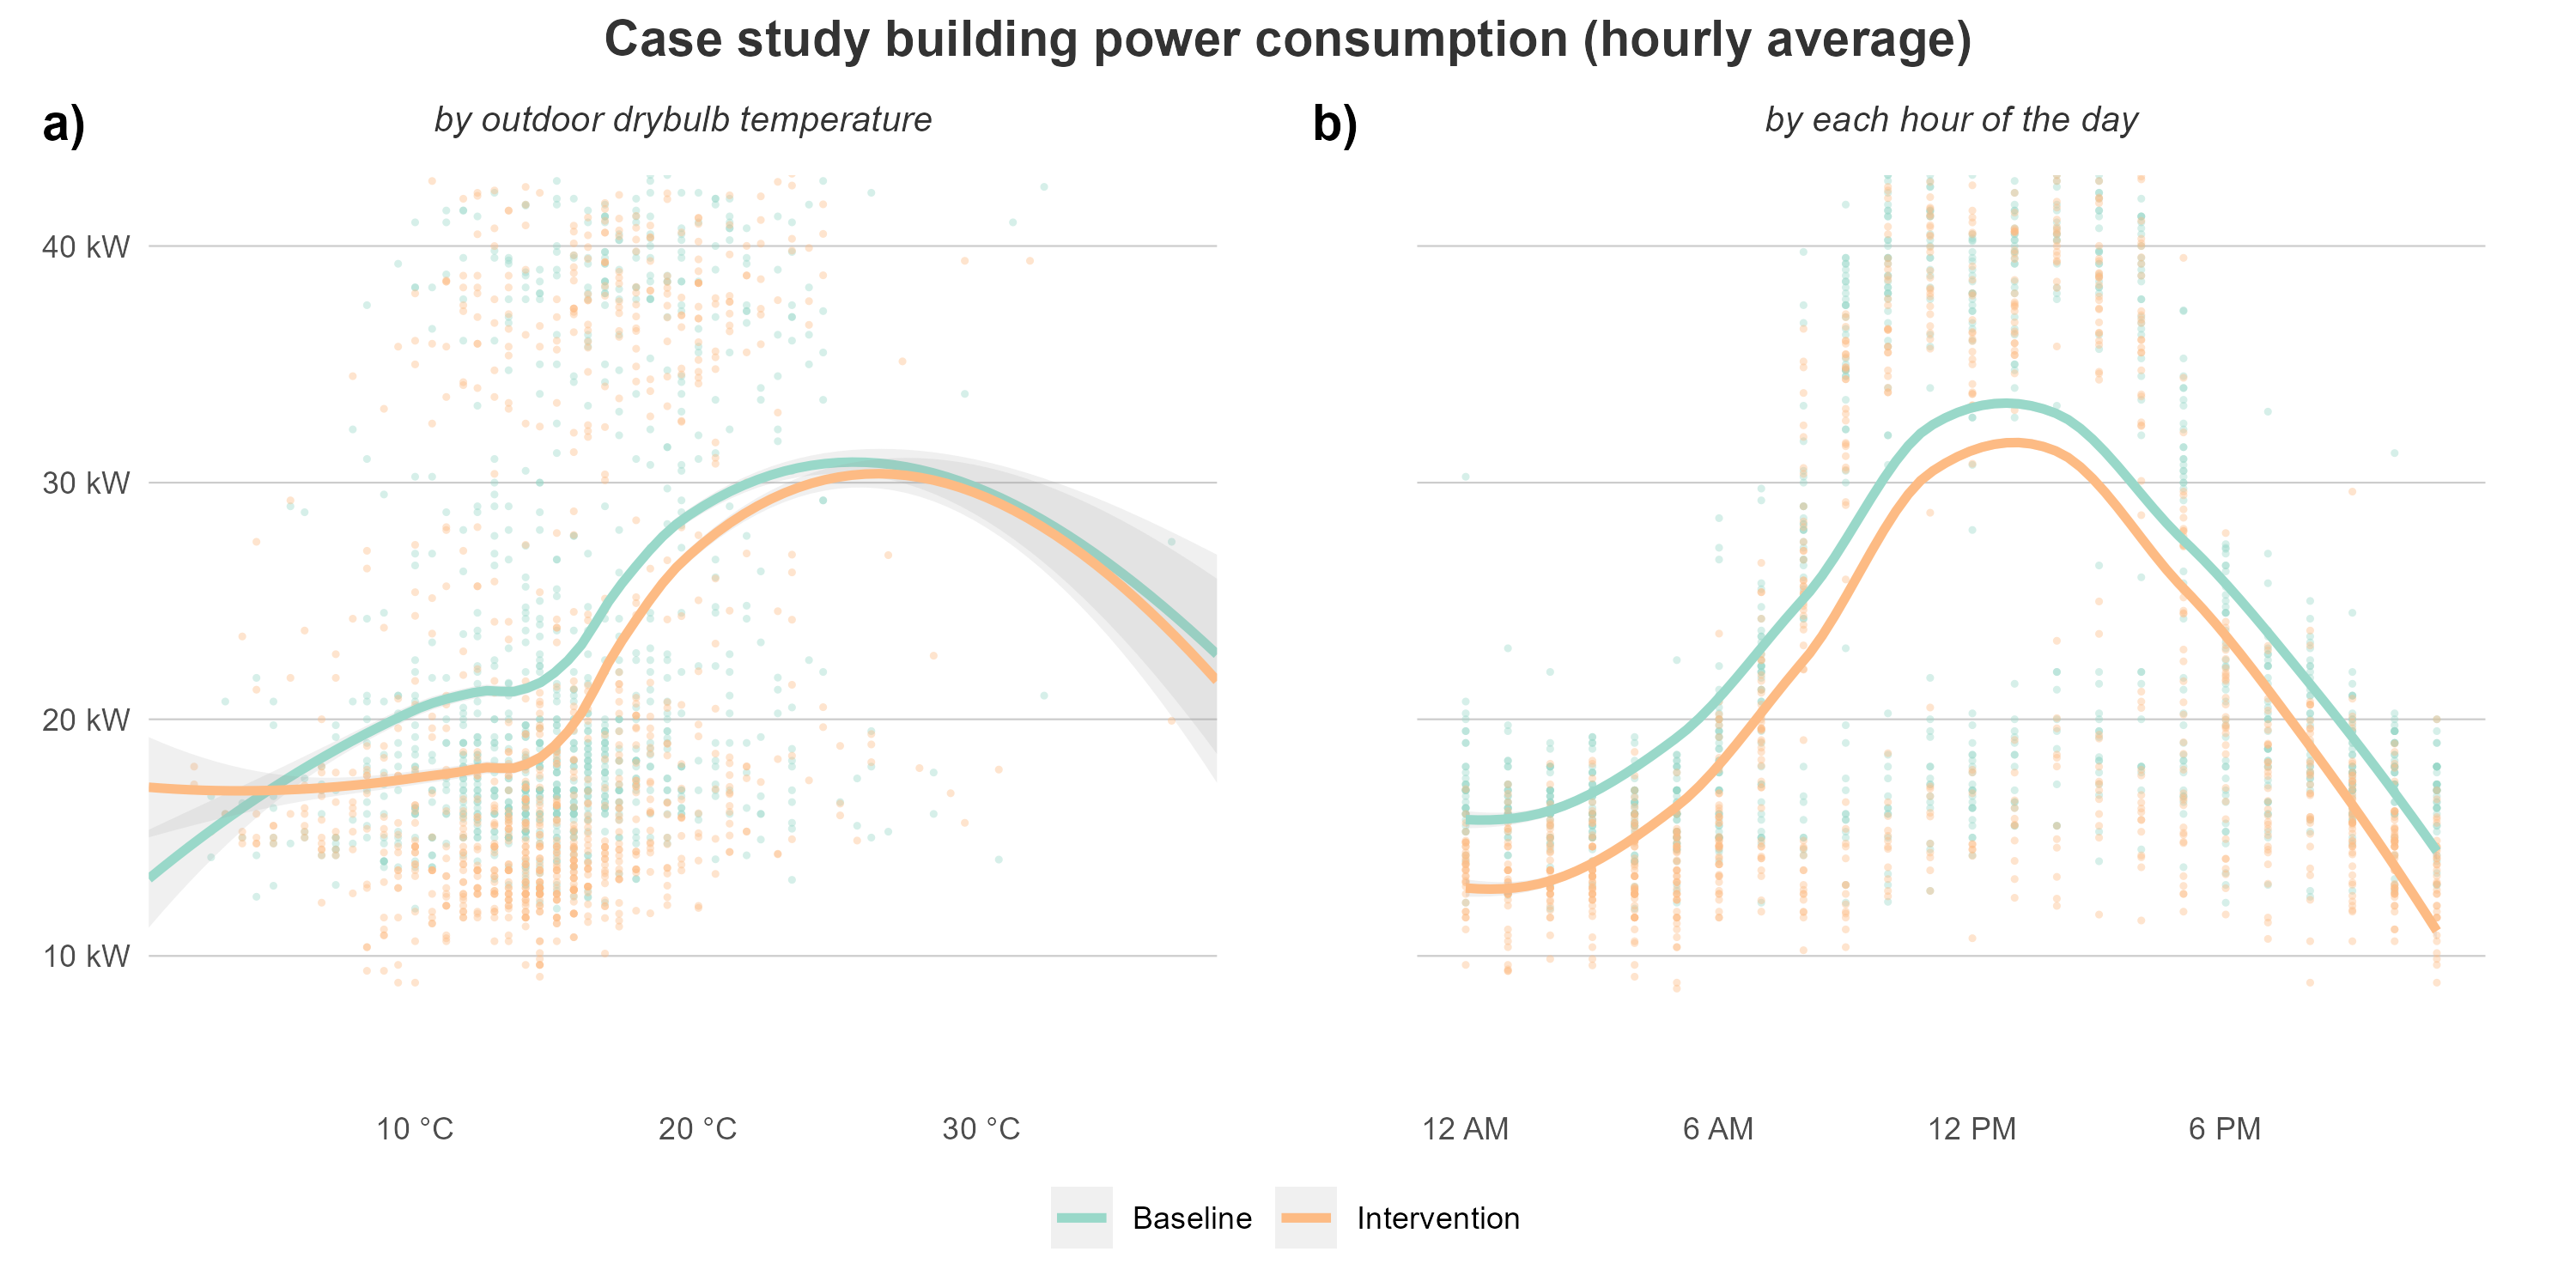 Case study building power consumption (hourly average)
a)
by outdoor drybulb temperature
40 kW
30 kW
20 kW
10 kW
10 °C
20 °C
30 °C
b)
by each hour of the day
12 AM
6 AM
12 PM
6 PM
Baseline
Intervention